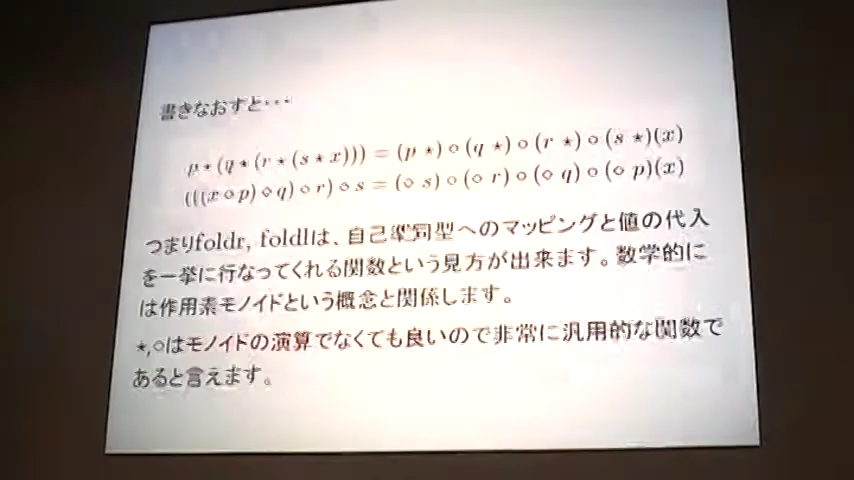 書きなおすと・・・
p ⋆ (q ⋆ (r ⋆ (s ⋆ x))) = (p ⋆) ∘ (q ⋆) ∘ (r ⋆) ∘ (s ⋆)(x)
(((x ⋄ p) ⋄ q) ⋄ r) ⋄ s = (⋄ s) ∘ (⋄ r) ∘ (⋄ q) ∘ (⋄ p)(x)
つまりfoldr, foldlは、自己準同型へのマッピングと値の代入
を一挙に行なってくれる関数という見方が出来ます。数学的に
は作用素モノイドという概念と関係します。
⋆,⋄はモノイドの演算でなくても良いので非常に汎用的な関数で
あると言えます。